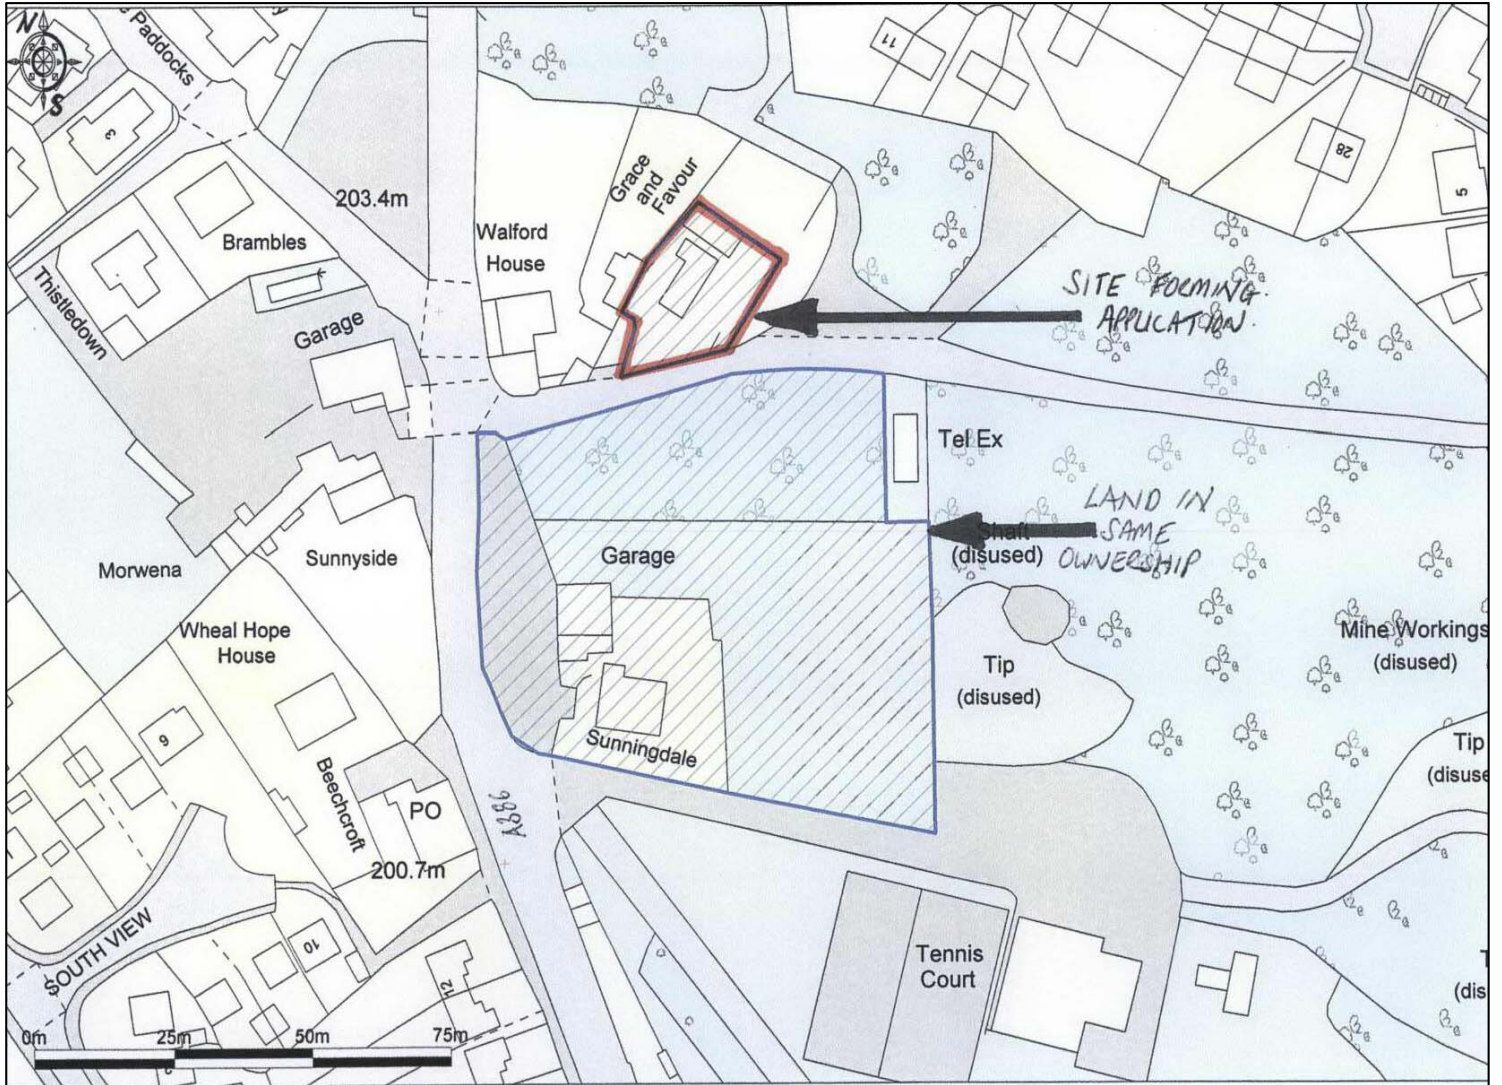 N
S
Paddocks
3
11
28
5
203.4m
Grace
and
Favour
Walford
House
Brambles
Thistledown
Garage
SITE FORMING
APPLICATION.
Tel Ex
LAND IN
SAME
OWNERSHIP
Shaft
(disused)
Garage
Morwena
Sunnyside
Wheal Hope
House
Mine Workings
(disused)
Tip
(disused)
Sunningdale
9
Beechcroft
PO
A386
200.7m
Tip
(disuse
SOUTH VIEW
10
12
Tennis
Court
(dis
0m 25m 50m 75m